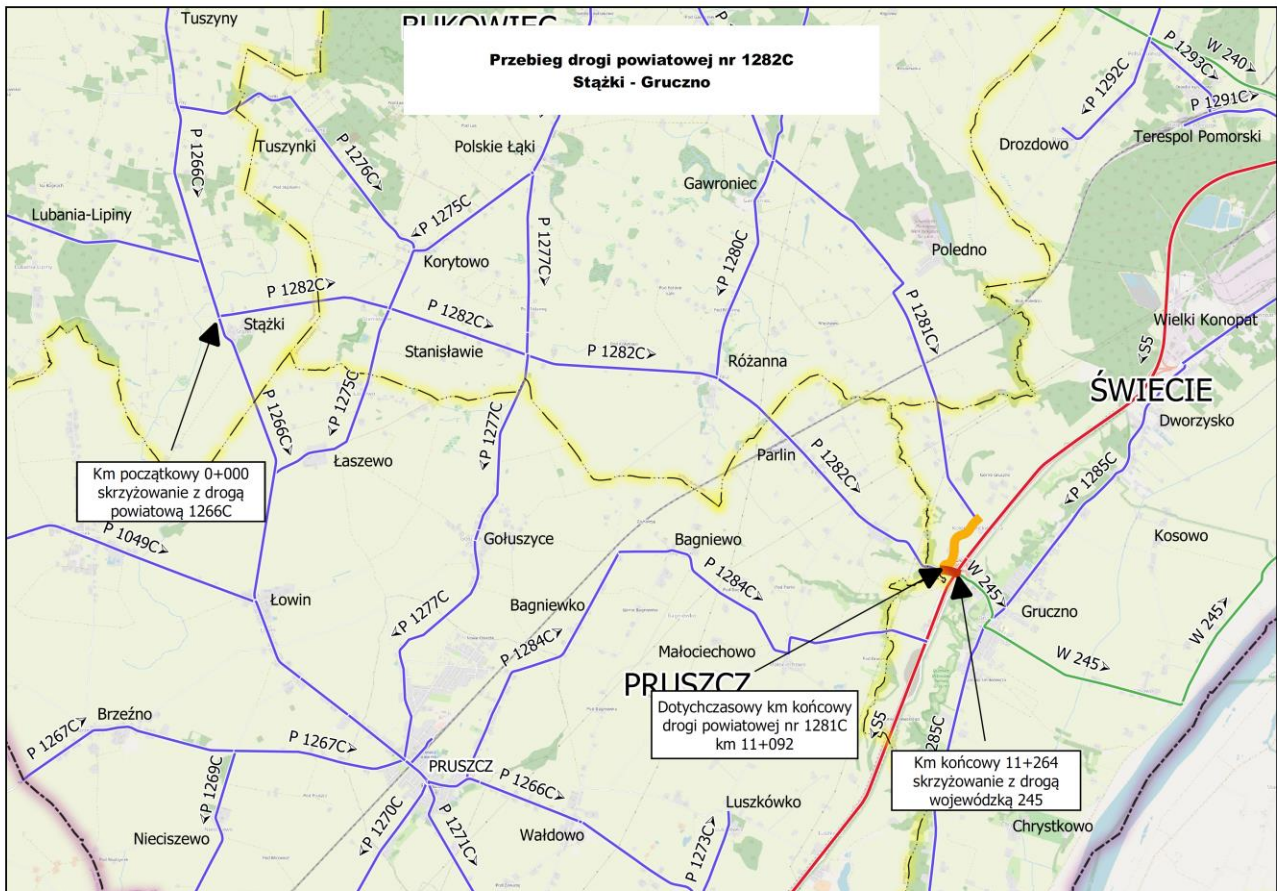 Tuszyny
BUKOWIEC
Przebieg drogi powiatowej nr 1282C
Stążki - Gruczno
P 1293C
W 240
P 1292C
P 1291C
Terespol Pomorski
Drozdowo
Tuszynki
P 1276C
P 1266C
Polskie Łąki
P 1275C
P 1277C
Gawroniec
P 1280C
Lubania-Lipiny
Korytowo
Poledno
P 1282C
Stążki
P 1282C
Stanisławie
P 1282C
Różanna
P 1281C
Wielki Konopat
S5
ŚWIECIE
Dworzysko
P 1275C
P 1266C
P 1277C
Łaszewo
Parlin
P 1282C
P 1285C
Km początkowy 0+000
skrzyżowanie z drogą
powiatową 1266C
Kosowo
P 1049C
Gołuszyce
Bagniewo
P 1284C
W 245
Łowin
Bagniewko
P 1277C
P 1284C
Gruczno
Małociechowo
W 245
W 245
PRUSZCZ
Dotychczasowy km końcowy
drogi powiatowej nr 1281C
km 11+092
S5
285C
Km końcowy 11+264
skrzyżowanie z drogą
wojewódzką 245
Brzeźno
P 1267C
P 1267C
P 1269C
PRUSZCZ
P 1266C
Luszkówko
P 1270C
P 1271C
P 1273C
Nieciszewo
Wałdowo
Chrystkowo